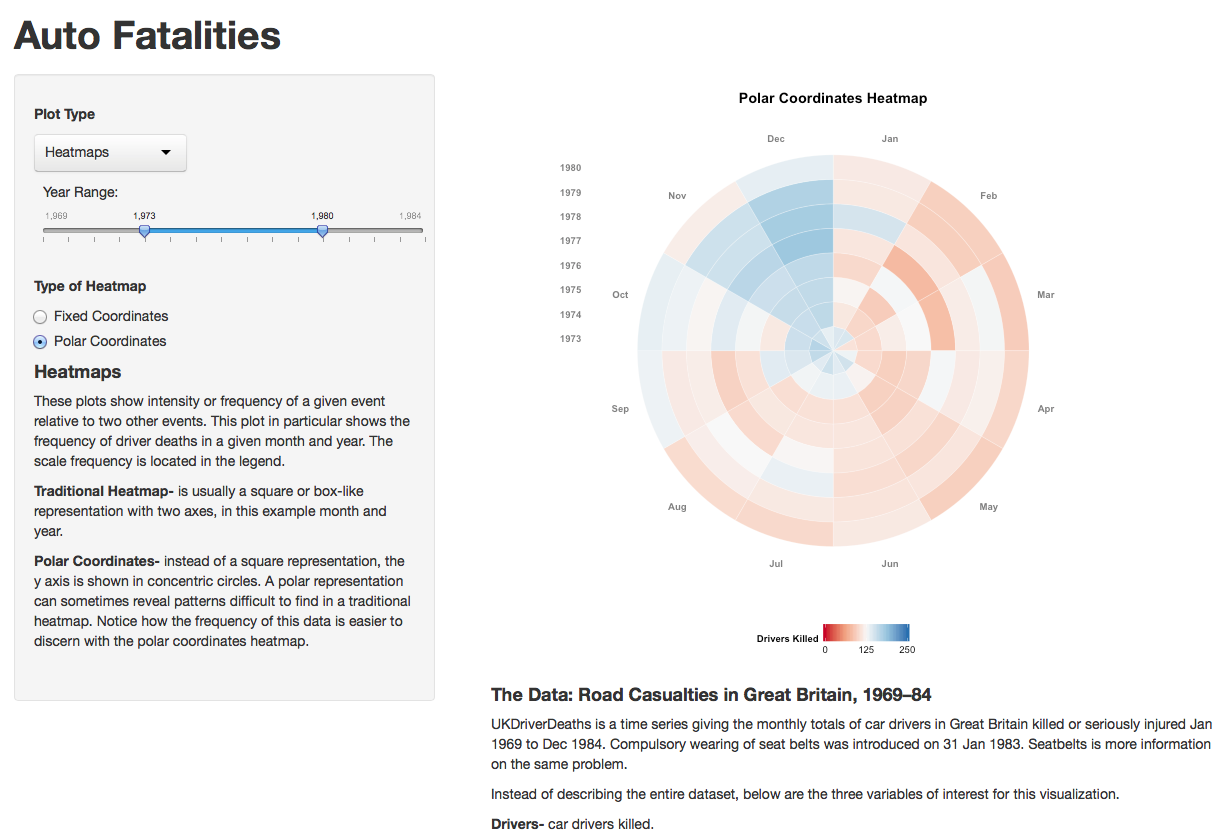 Auto Fatalities
Plot Type
Heatmaps
Year Range:
1,969 1,973 1,980 1,984
Type of Heatmap
Fixed Coordinates
Polar Coordinates
Heatmaps
These plots show intensity or frequency of a given event
relative to two other events. This plot in particular shows the
frequency of driver deaths in a given month and year. The
scale frequency is located in the legend.
Traditional Heatmap- is usually a square or box-like
representation with two axes, in this example month and
year.
Polar Coordinates- instead of a square representation, the
y axis is shown in concentric circles. A polar representation
can sometimes reveal patterns difficult to find in a traditional
heatmap. Notice how the frequency of this data is easier to
discern with the polar coordinates heatmap.
Polar Coordinates Heatmap
Dec Jan
1980
1979
Nov Feb
1978
1977
1976
1975
Oct Mar
1974
1973
Sep Apr
Aug May
Jul Jun
Drivers Killed
0 125 250
The Data: Road Casualties in Great Britain, 1969–84
UKDriverDeaths is a time series giving the monthly totals of car drivers in Great Britain killed or seriously injured Jan
1969 to Dec 1984. Compulsory wearing of seat belts was introduced on 31 Jan 1983. Seatbelts is more information
on the same problem.
Instead of describing the entire dataset, below are the three variables of interest for this visualization.
Drivers- car drivers killed.